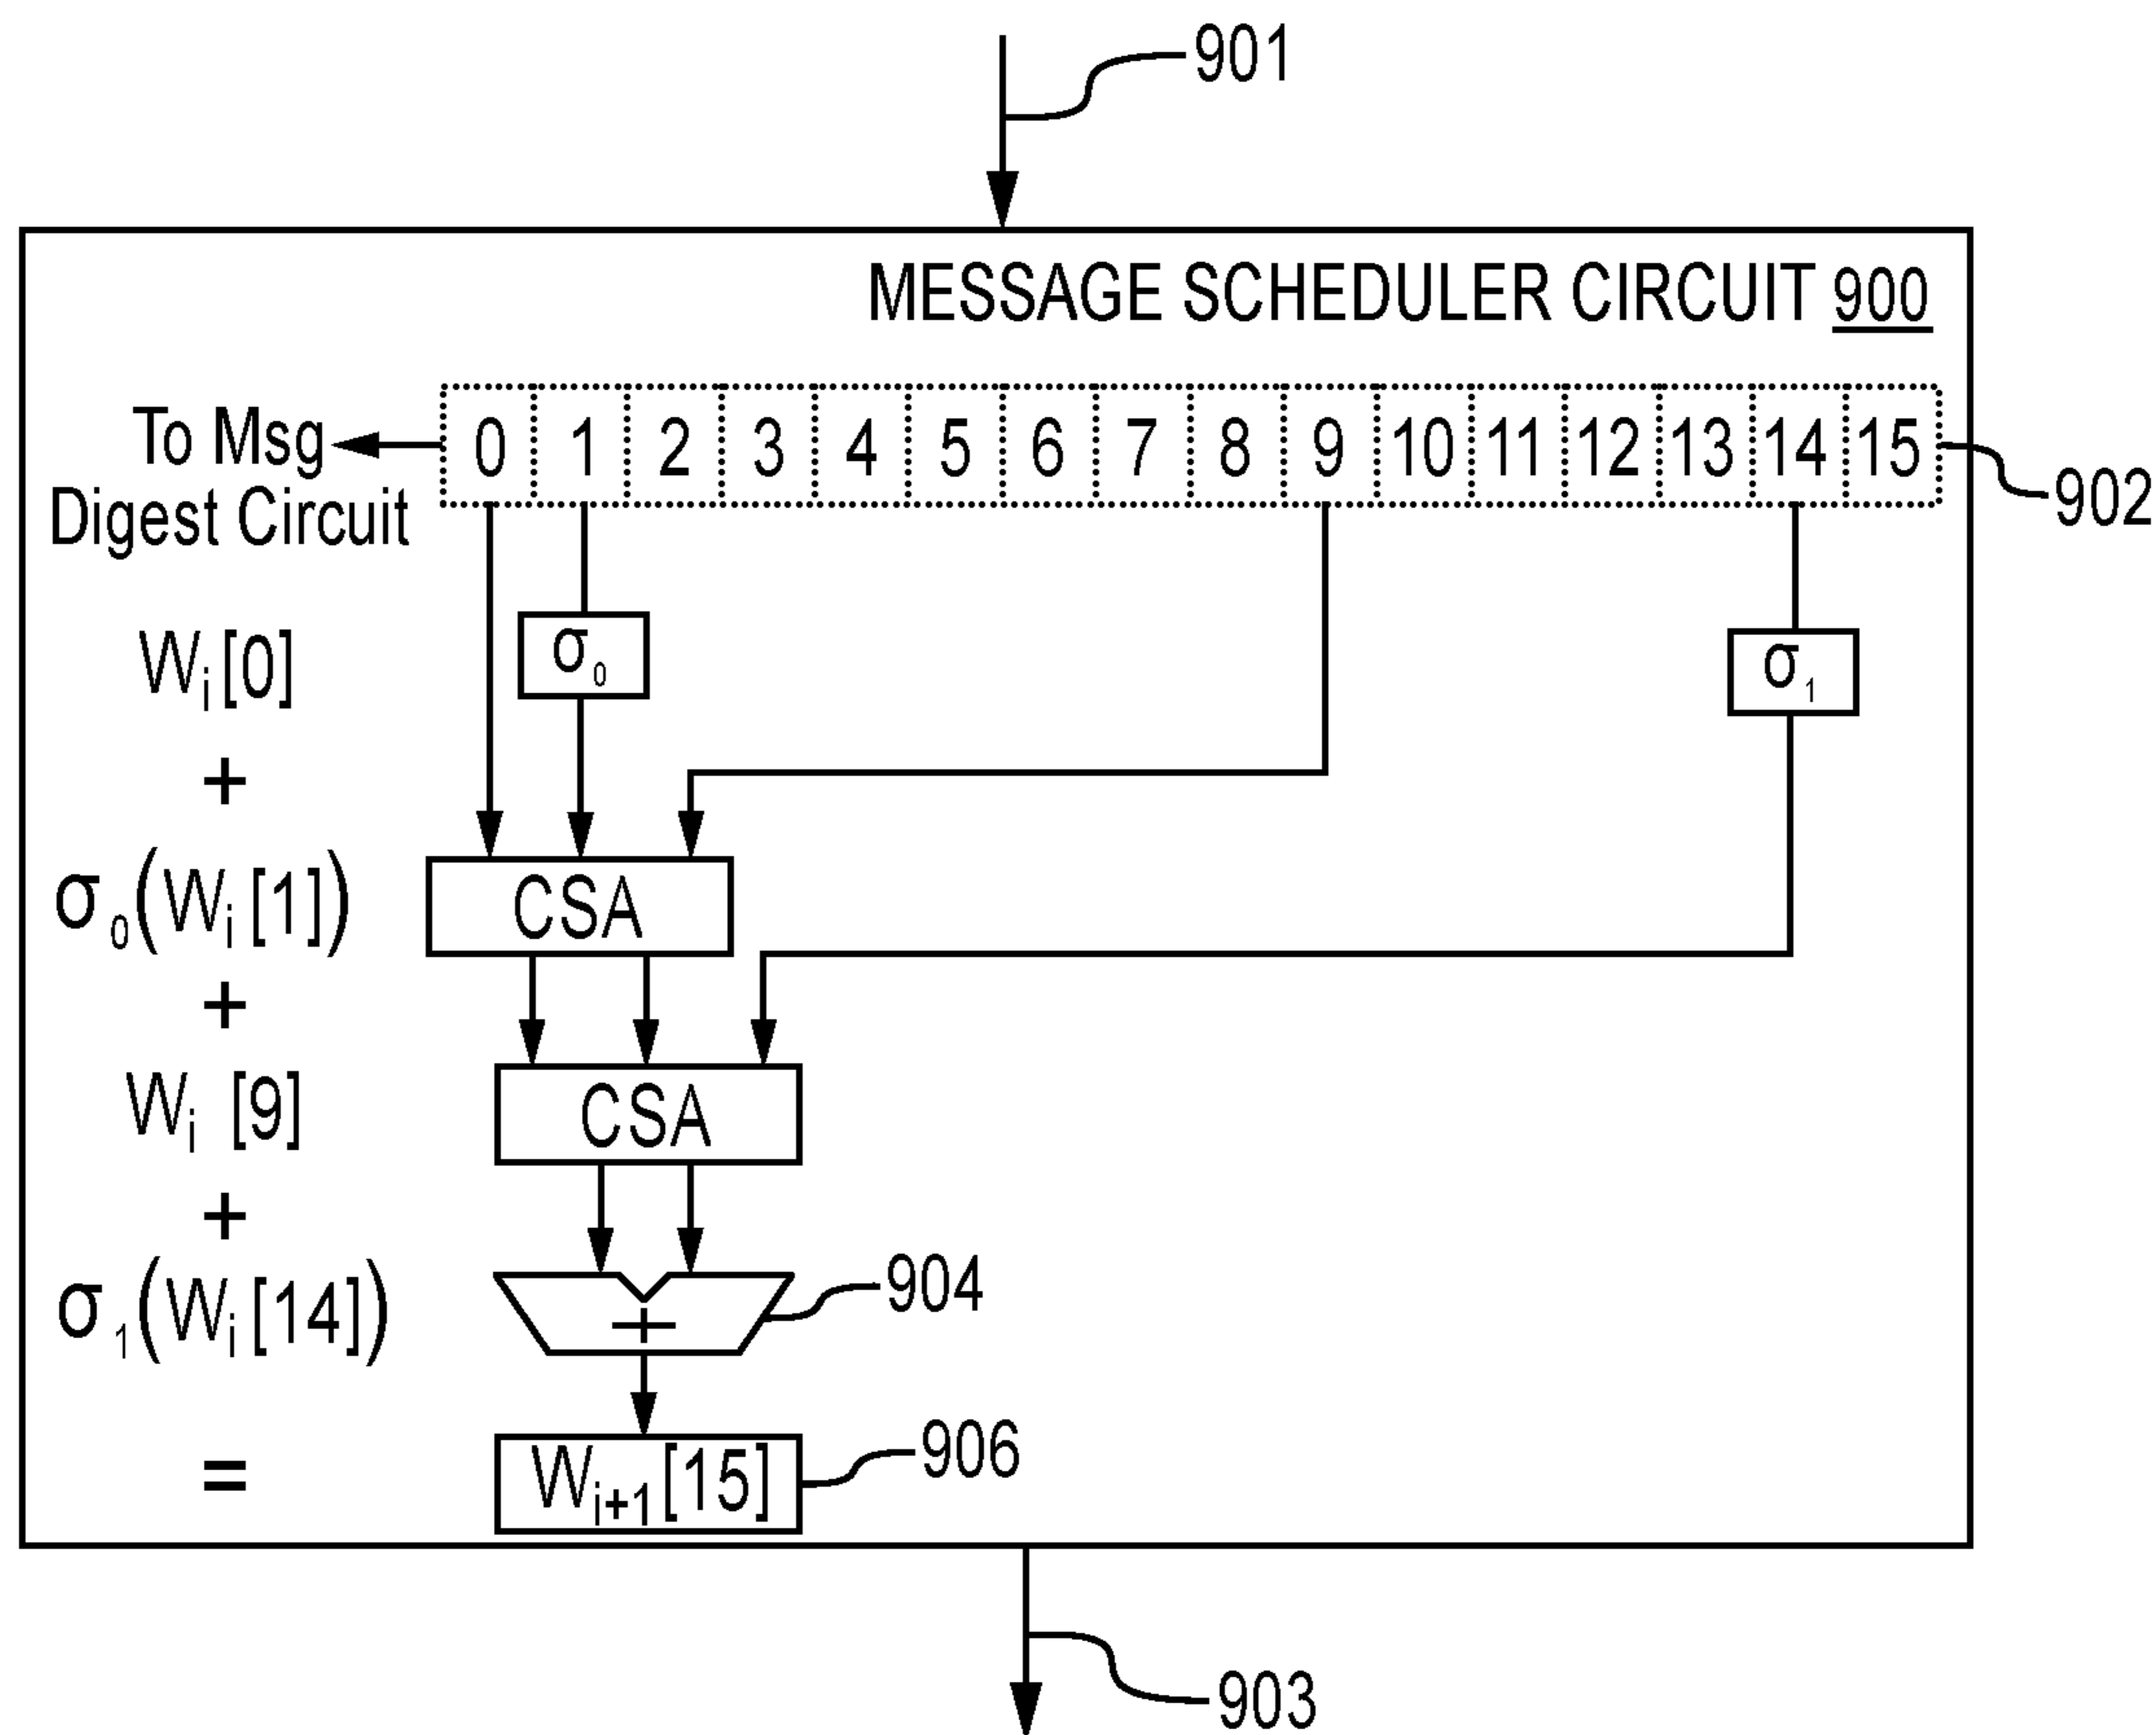 901
MESSAGE SCHEDULER CIRCUIT 900
To Msg
Digest Circuit
0 1 2 3 4 5 6 7 8 9 10 11 12 13 14 15
902
Wᵢ[0]
σ₀
σ₁
+
σ₀(Wᵢ[1])
CSA
+
Wᵢ [9]
CSA
+
σ₁(Wᵢ[14])
+
904
=
Wᵢ₊₁[15]
906
903